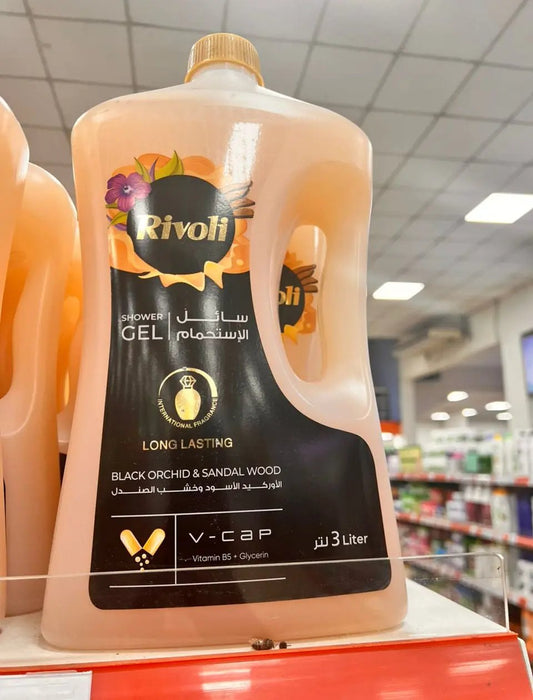 Rivoli
oli
SHOWER GEL
سائل الإستحمام
INTERNATIONAL FRAGRANCE
LONG LASTING
BLACK ORCHID & SANDAL WOOD
الأوركيد الأسود وخشب الصندل
V-CAP
Vitamin B5 + Glycerin
3 لتر Liter